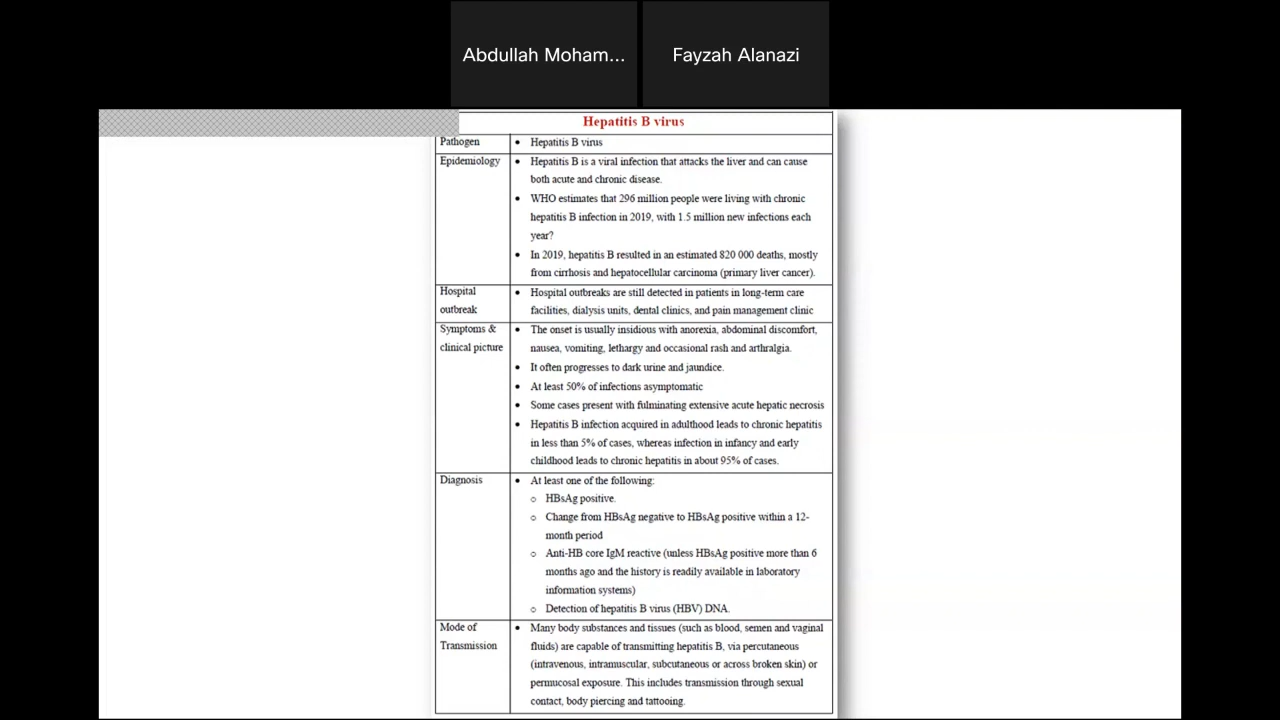 Abdullah Moham...
Fayzah Alanazi
Hepatitis B virus
Pathogen
• Hepatitis B virus
Epidemiology
• Hepatitis B is a viral infection that attacks the liver and can cause
both acute and chronic disease.
• WHO estimates that 296 million people were living with chronic
hepatitis B infection in 2019, with 1.5 million new infections each
year?
• In 2019, hepatitis B resulted in an estimated 820 000 deaths, mostly
from cirrhosis and hepatocellular carcinoma (primary liver cancer).
Hospital
outbreak
• Hospital outbreaks are still detected in patients in long-term care
facilities, dialysis units, dental clinics, and pain management clinic
Symptoms &
clinical picture
• The onset is usually insidious with anorexia, abdominal discomfort,
nausea, vomiting, lethargy and occasional rash and arthralgia.
• It often progresses to dark urine and jaundice.
• At least 50% of infections asymptomatic
• Some cases present with fulminating extensive acute hepatic necrosis
• Hepatitis B infection acquired in adulthood leads to chronic hepatitis
in less than 5% of cases, whereas infection in infancy and early
childhood leads to chronic hepatitis in about 95% of cases.
Diagnosis
• At least one of the following:
o HBsAg positive.
o Change from HBsAg negative to HBsAg positive within a 12-
month period
o Anti-HB core IgM reactive (unless HBsAg positive more than 6
months ago and the history is readily available in laboratory
information systems)
o Detection of hepatitis B virus (HBV) DNA.
Mode of
Transmission
• Many body substances and tissues (such as blood, semen and vaginal
fluids) are capable of transmitting hepatitis B, via percutaneous
(intravenous, intramuscular, subcutaneous or across broken skin) or
permucosal exposure. This includes transmission through sexual
contact, body piercing and tattooing.